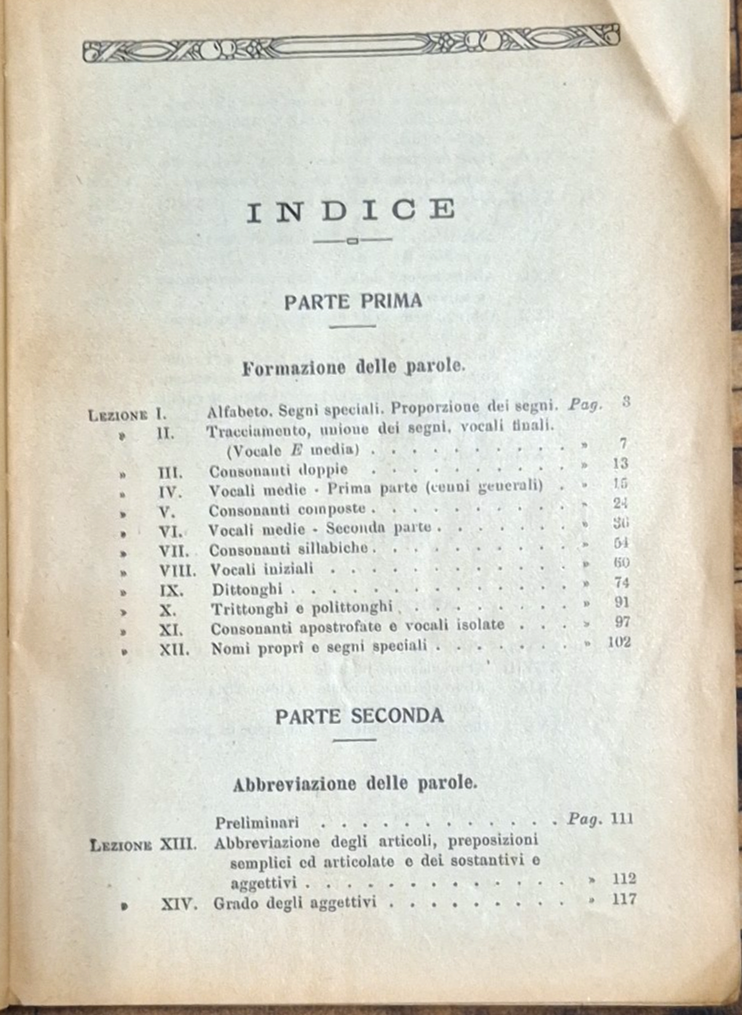 INDICE
PARTE PRIMA
Formazione delle parole.
LEZIONE I. Alfabeto. Segni speciali. Proporzione dei segni. Pag. 3
» II. Tracciamento, unione dei segni, vocali finali.
(Vocale E media) . . . . . . . . . . » 7
» III. Consonanti doppie . . . . . . . . . . » 13
» IV. Vocali medie - Prima parte (cenni generali) . » 15
» V. Consonanti composte . . . . . . . . . . » 24
» VI. Vocali medie - Seconda parte . . . . . . . »
» VII. Consonanti sillabiche . . . . . . . . . . »
» VIII. Vocali iniziali . . . . . . . . . . . . » 60
» IX. Dittonghi . . . . . . . . . . . . . . » 74
» X. Trittonghi e polittonghi . . . . . . . . . » 91
» XI. Consonanti apostrofate e vocali isolate . . . » 97
» XII. Nomi proprî e segni speciali . . . . . . . » 102
PARTE SECONDA
Abbreviazione delle parole.
Preliminari . . . . . . . . . . . . Pag. 111
LEZIONE XIII. Abbreviazione degli articoli, preposizioni
semplici ed articolate e dei sostantivi e
aggettivi . . . . . . . . . . . . . » 112
» XIV. Grado degli aggettivi . . . . . . . . . » 117